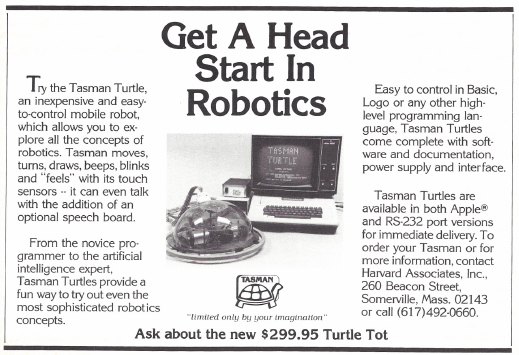 Get A Head
Start In
Robotics
Try the Tasman Turtle,
an inexpensive and easy-
to-control mobile robot,
which allows you to ex-
plore all the concepts of
robotics. Tasman moves,
turns, draws, beeps, blinks
and "feels" with its touch
sensors -- it can even talk
with the addition of an
optional speech board.
From the novice pro-
grammer to the artificial
intelligence expert,
Tasman Turtles provide a
fun way to try out even the
most sophisticated robotics
concepts.
TASMAN
TURTLE
TASMAN
"limited only by your imagination"
Easy to control in Basic,
Logo or any other high-
level programming lan-
guage, Tasman Turtles
come complete with soft-
ware and documentation,
power supply and interface.
Tasman Turtles are
available in both Apple®
and RS-232 port versions
for immediate delivery. To
order your Tasman or for
more information, contact
Harvard Associates, Inc.,
260 Beacon Street,
Somerville, Mass. 02143
or call (617)492-0660.
Ask about the new $299.95 Turtle Tot